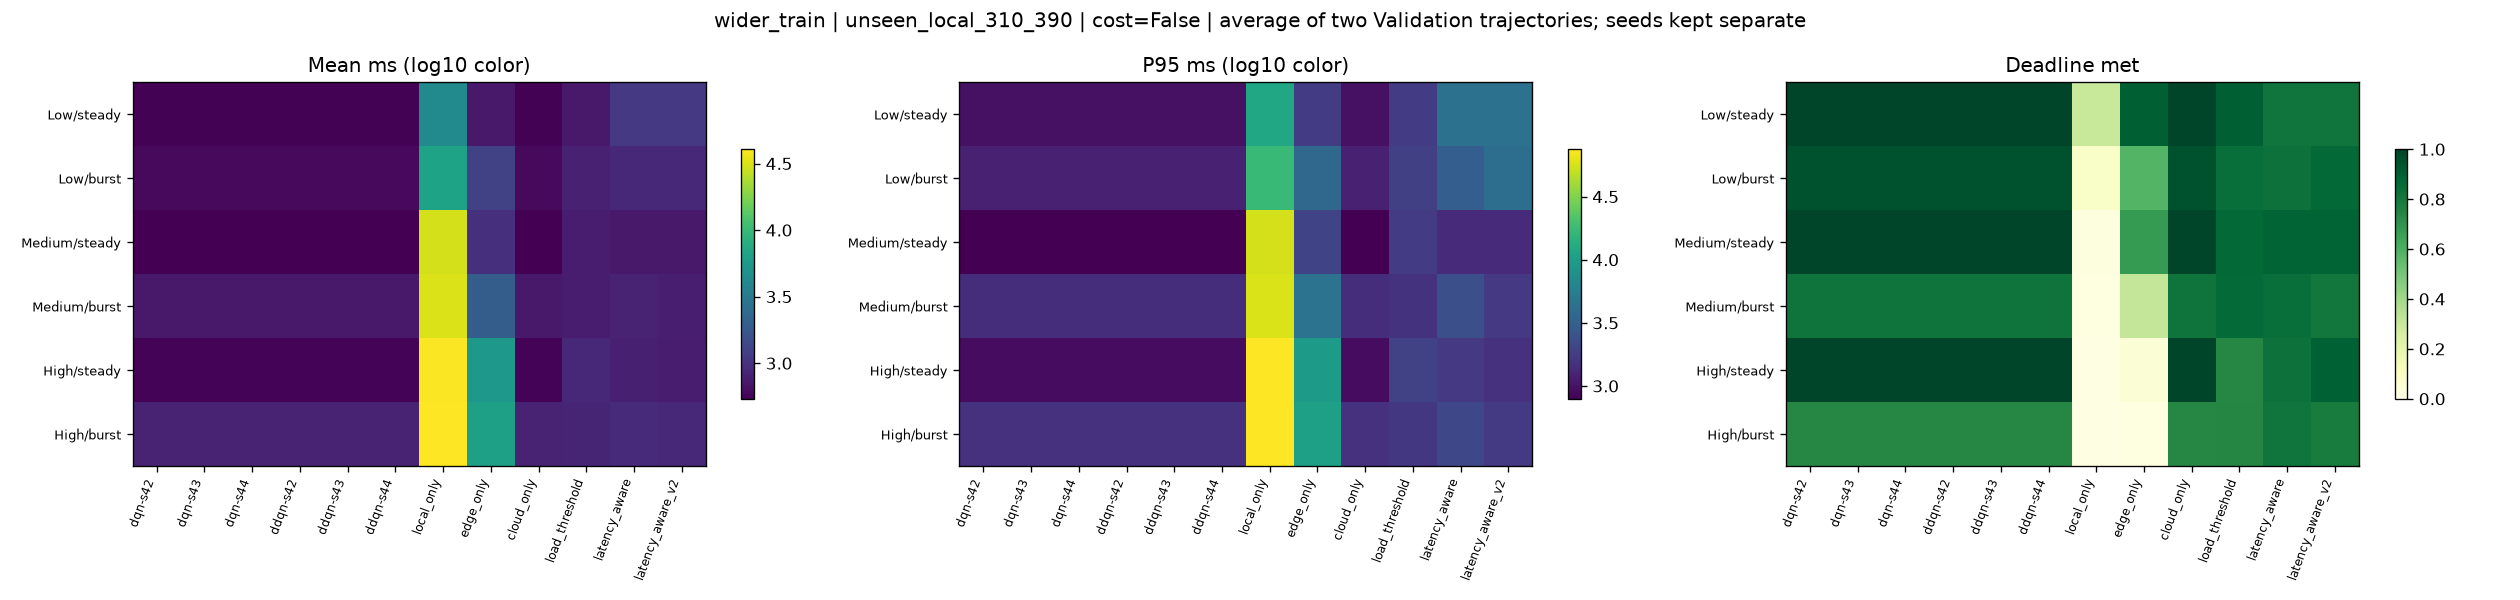 wider_train | unseen_local_310_390 | cost=False | average of two Validation trajectories; seeds kept separate
Mean ms (log10 color)
Low/steady
Low/burst
Medium/steady
Medium/burst
High/steady
High/burst
dqn-s42
dqn-s43
dqn-s44
ddqn-s42
ddqn-s43
ddqn-s44
local_only
edge_only
cloud_only
load_threshold
latency_aware
latency_aware_v2
4.5
4.0
3.5
3.0
P95 ms (log10 color)
Low/steady
Low/burst
Medium/steady
Medium/burst
High/steady
High/burst
dqn-s42
dqn-s43
dqn-s44
ddqn-s42
ddqn-s43
ddqn-s44
local_only
edge_only
cloud_only
load_threshold
latency_aware
latency_aware_v2
4.5
4.0
3.5
3.0
Deadline met
Low/steady
Low/burst
Medium/steady
Medium/burst
High/steady
High/burst
dqn-s42
dqn-s43
dqn-s44
ddqn-s42
ddqn-s43
ddqn-s44
local_only
edge_only
cloud_only
load_threshold
latency_aware
latency_aware_v2
1.0
0.8
0.6
0.4
0.2
0.0